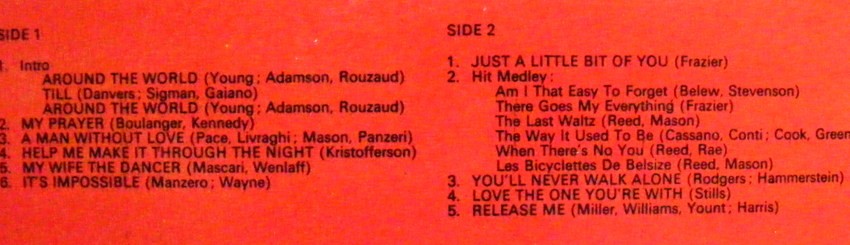 SIDE 1
1. Intro
AROUND THE WORLD (Young; Adamson, Rouzaud)
TILL (Danvers; Sigman, Gaiano)
AROUND THE WORLD (Young; Adamson, Rouzaud)
2. MY PRAYER (Boulanger, Kennedy)
3. A MAN WITHOUT LOVE (Pace, Livraghi; Mason, Panzeri)
4. HELP ME MAKE IT THROUGH THE NIGHT (Kristofferson)
5. MY WIFE THE DANCER (Mascari, Wenlaff)
6. IT'S IMPOSSIBLE (Manzero; Wayne)
SIDE 2
1. JUST A LITTLE BIT OF YOU (Frazier)
2. Hit Medley:
Am I That Easy To Forget (Belew, Stevenson)
There Goes My Everything (Frazier)
The Last Waltz (Reed, Mason)
The Way It Used To Be (Cassano, Conti; Cook, Green
When There's No You (Reed, Rae)
Les Bicyclettes De Belsize (Reed, Mason)
3. YOU'LL NEVER WALK ALONE (Rodgers; Hammerstein)
4. LOVE THE ONE YOU'RE WITH (Stills)
5. RELEASE ME (Miller, Williams, Yount; Harris)